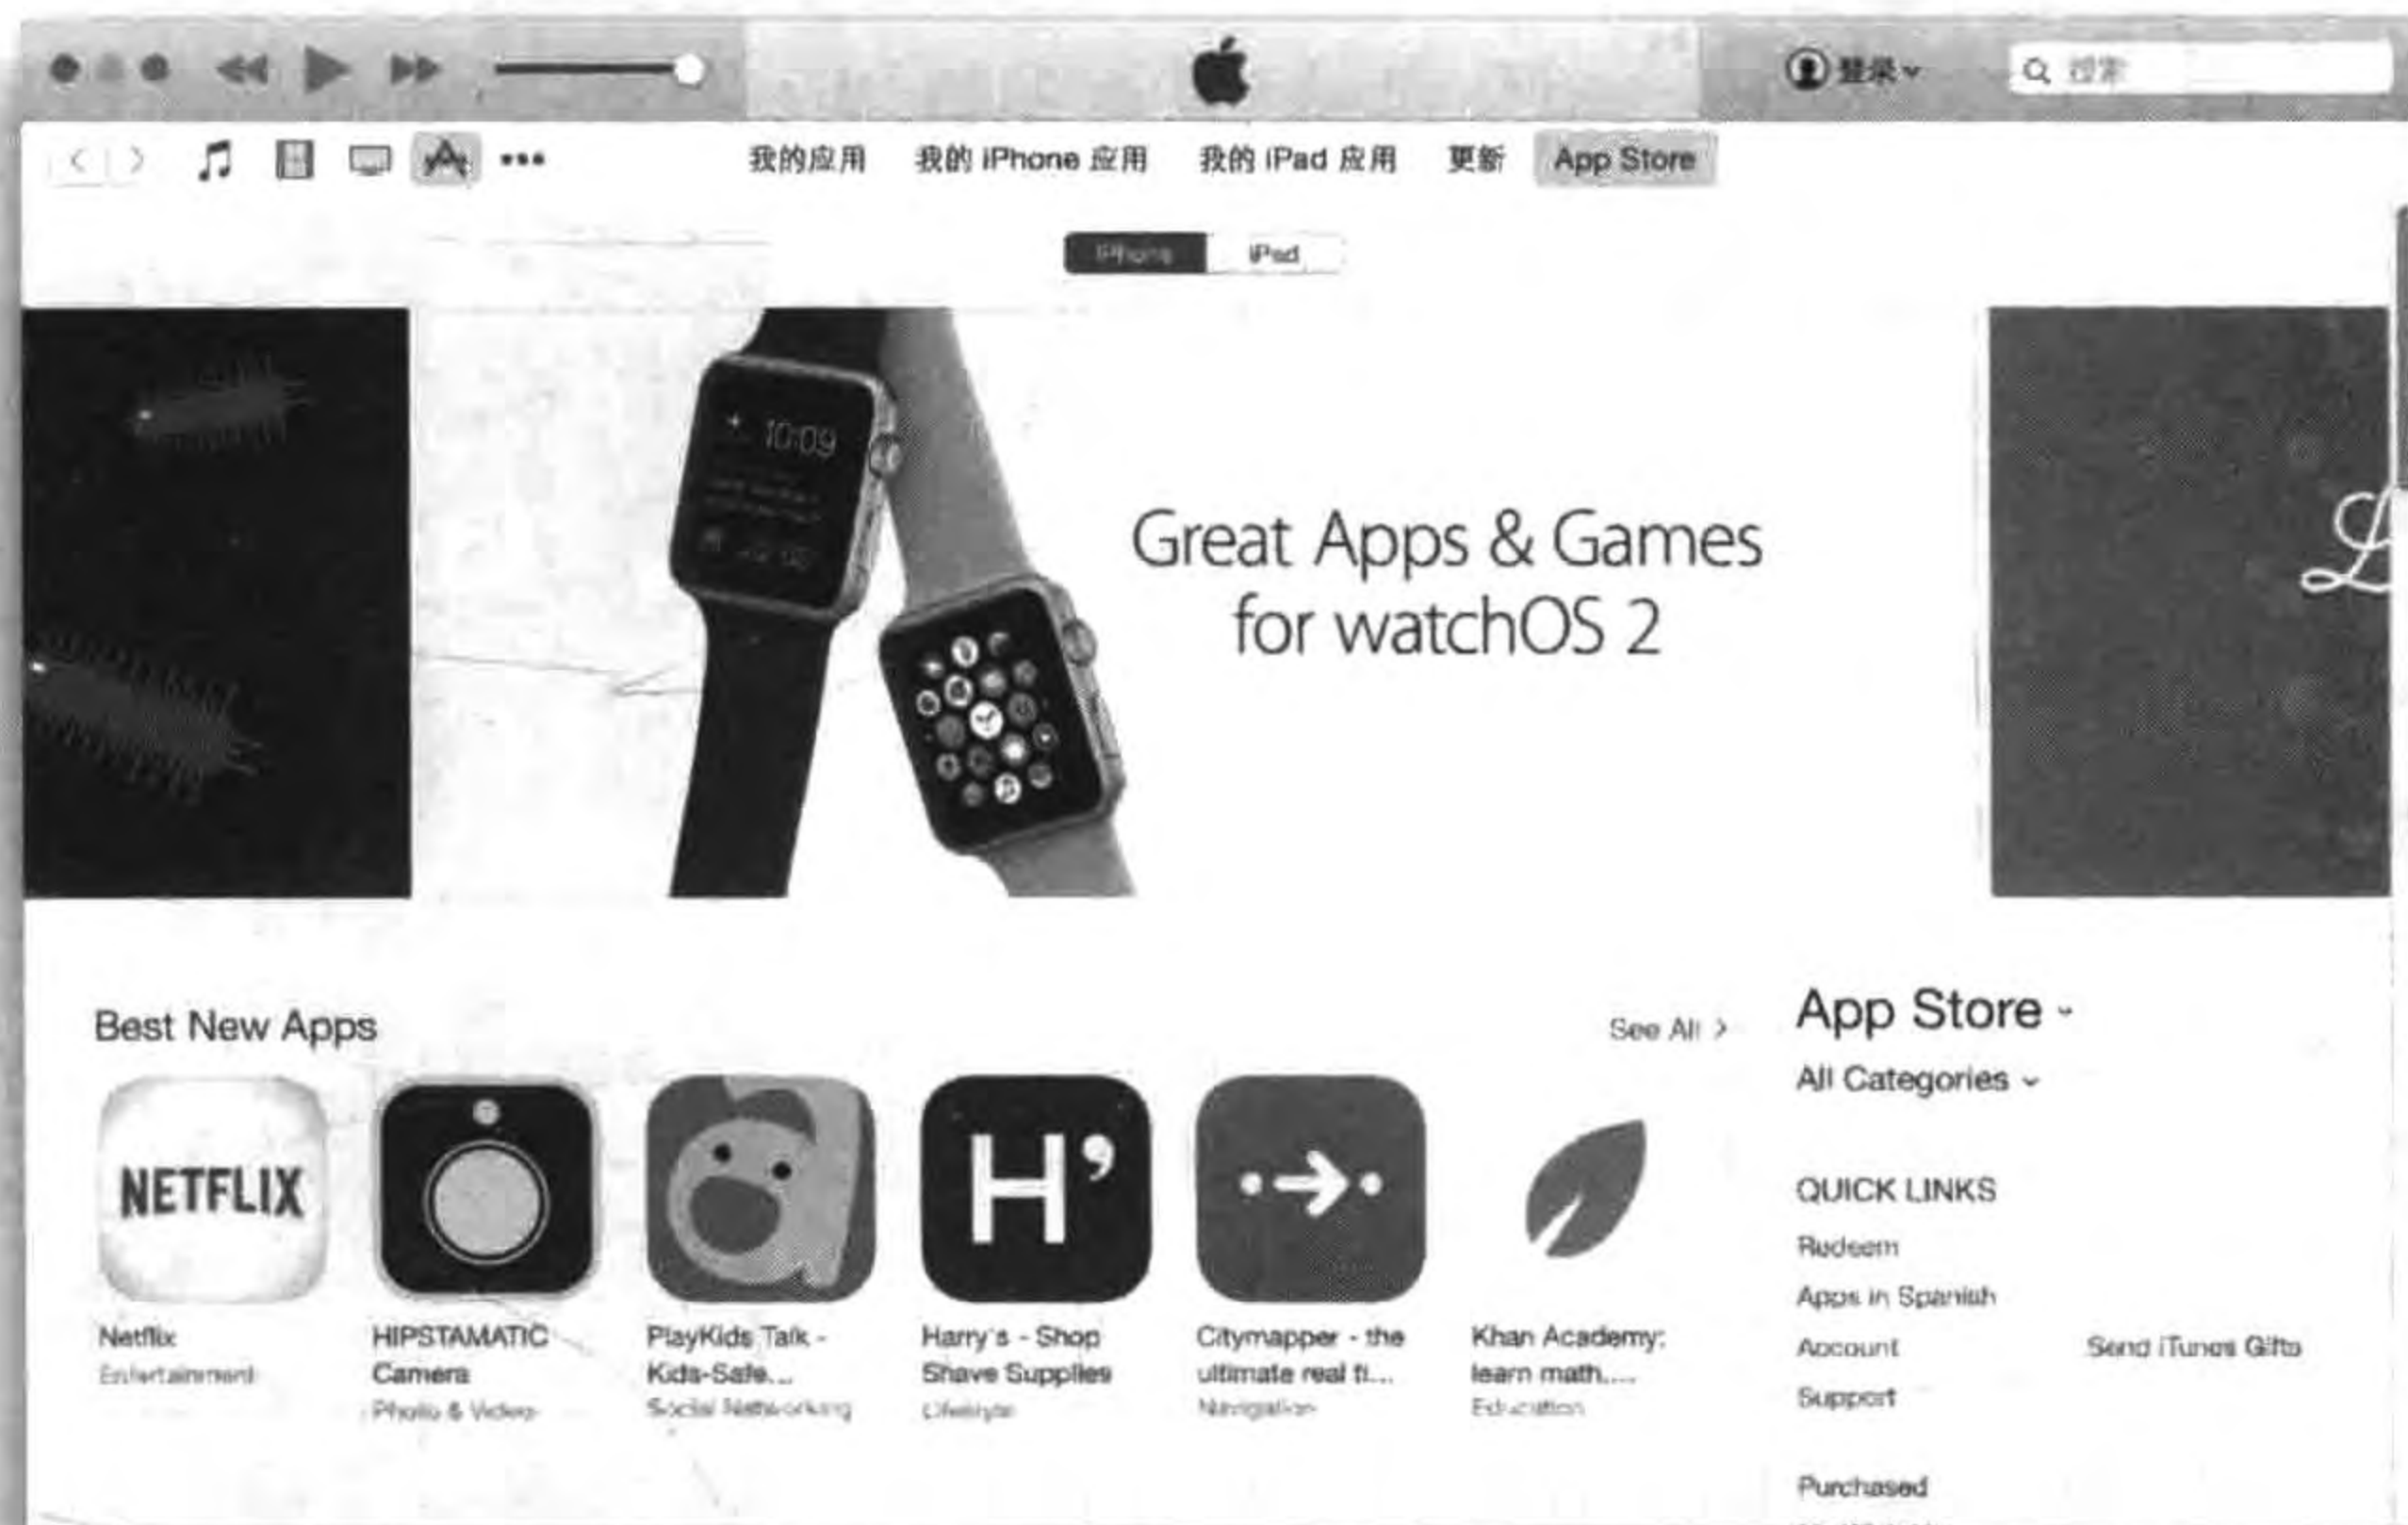 登录
搜索
我的应用 我的 iPhone 应用 我的 iPad 应用 更新 App Store
iPhone iPad
10:09
Great Apps & Games
for watchOS 2
Best New Apps
See All >
NETFLIX
H’
Netflix
Entertainment
HIPSTAMATIC
Camera
Photo & Video
PlayKids Talk -
Kids-Safe...
Social Networking
Harry's - Shop
Shave Supplies
Lifestyle
Citymapper - the
ultimate real ti...
Navigation
Khan Academy:
learn math,...
Education
App Store
All Categories
QUICK LINKS
Redeem
Apps in Spanish
Account Send iTunes Gifts
Support
Purchased